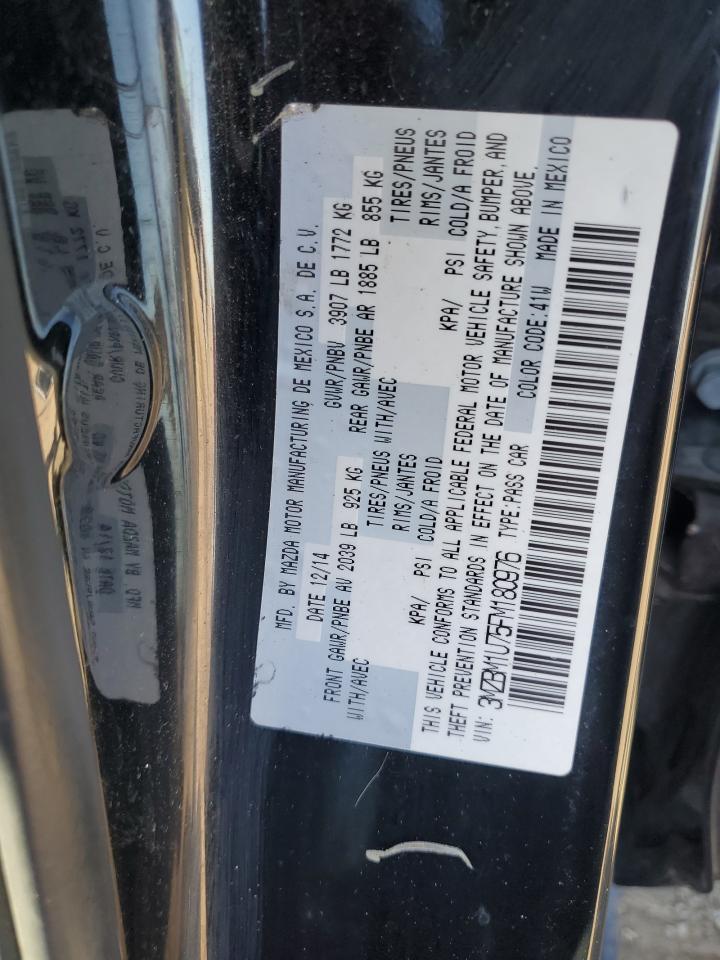 MFD. BY MAZDA MOTOR MANUFACTURING DE MEXICO S.A. DE C.V.
DATE 12/14 GVWR/PNBV 3907 LB 1772 KG
FRONT GAWR/PNBE AV 2039 LB 925 KG REAR GAWR/PNBE AR 1885 LB 855 KG
WITH/AVEC TIRES/PNEUS WITH/AVEC TIRES/PNEUS
RIMS/JANTES RIMS/JANTES
KPA/ PSI COLD/A FROID KPA/ PSI COLD/A FROID
THIS VEHICLE CONFORMS TO ALL APPLICABLE FEDERAL MOTOR VEHICLE SAFETY, BUMPER, AND
THEFT PREVENTION STANDARDS IN EFFECT ON THE DATE OF MANUFACTURE SHOWN ABOVE.
VIN: 3MZBM1U75FM180976 TYPE: PASS CAR COLOR CODE: 41W MADE IN MEXICO